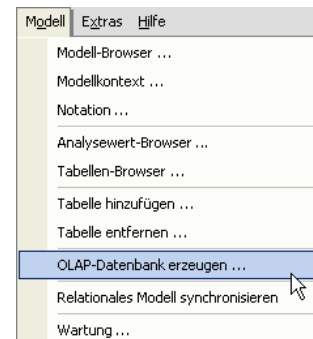 Modell Extras Hilfe
Modell-Browser ...
Modellkontext ...
Notation ...
Analysewert-Browser ...
Tabellen-Browser ...
Tabelle hinzufügen ...
Tabelle entfernen ...
OLAP-Datenbank erzeugen ...
Relationales Modell synchronisieren
Wartung ...